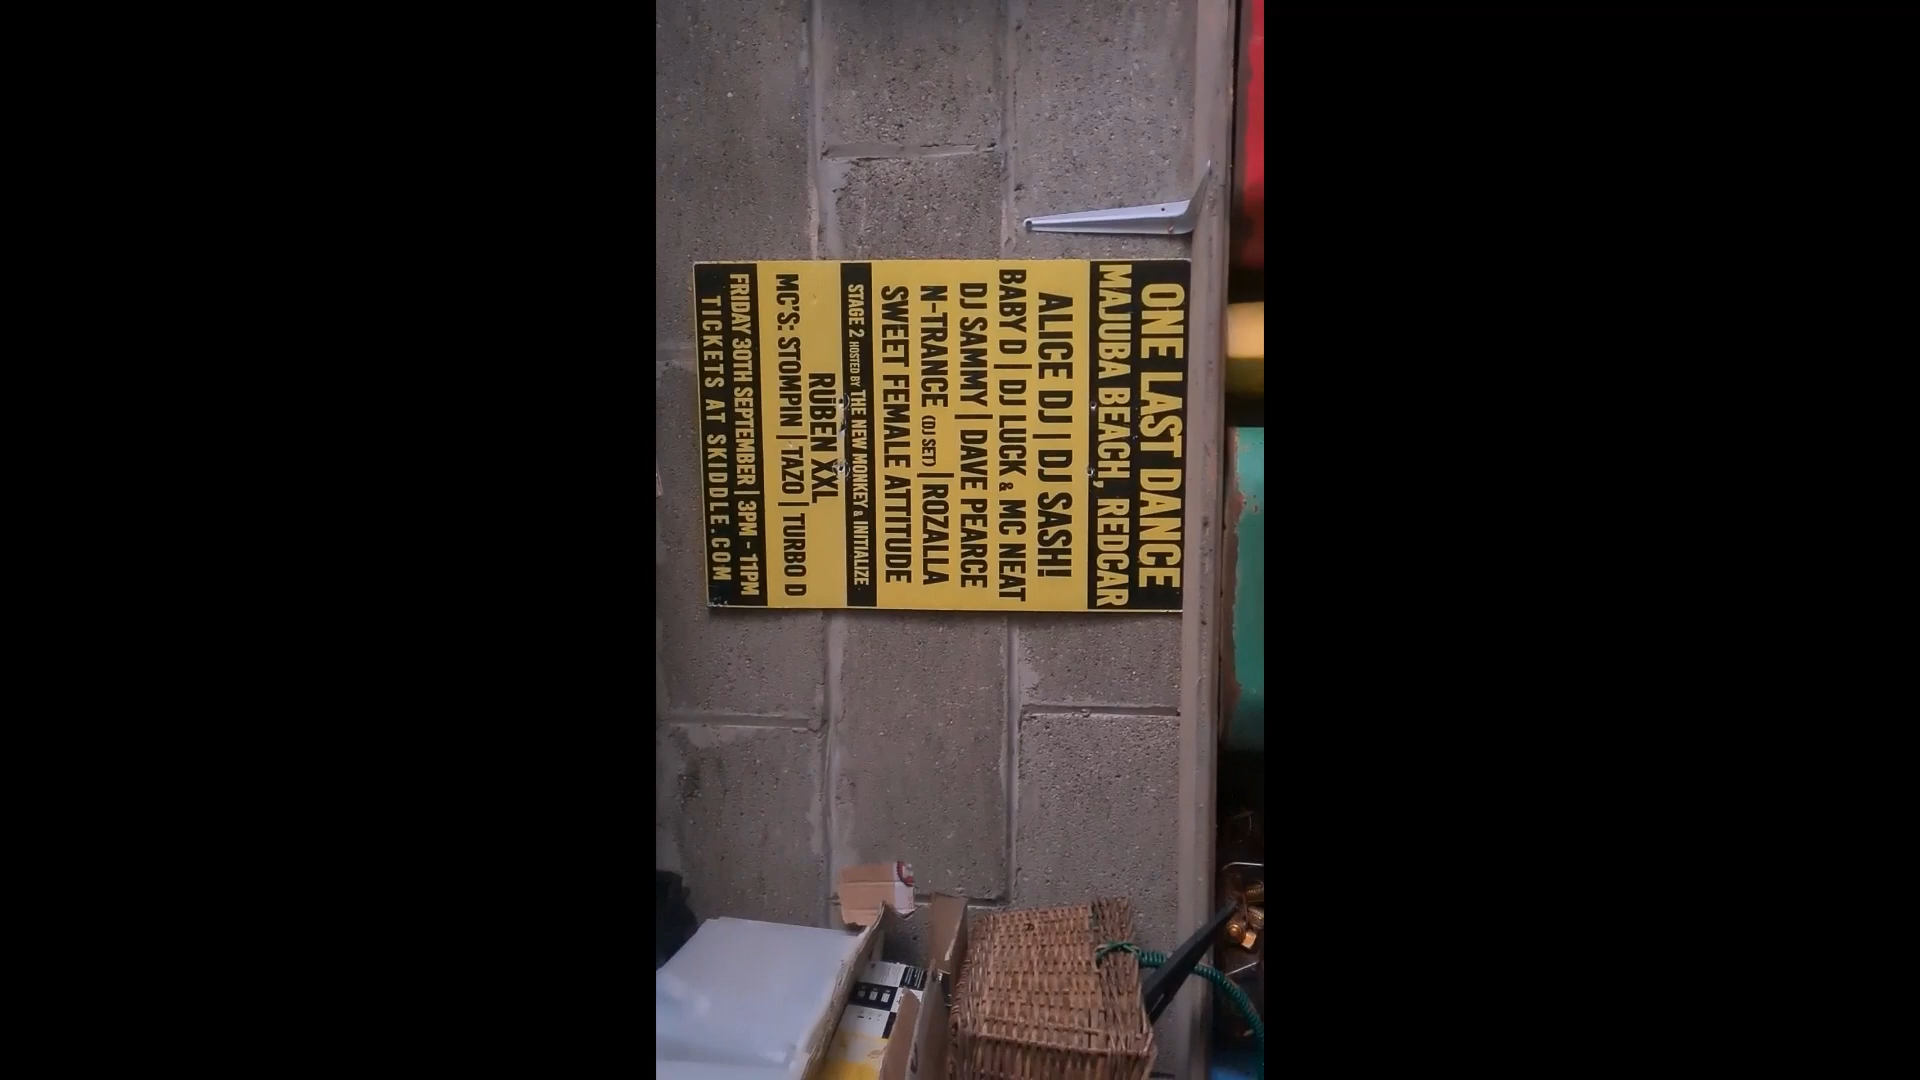 ONE LAST DANCE
MAJUBA BEACH, REDCAR
ALICE DJ | DJ SASH!
BABY D | DJ LUCK & MC NEAT
DJ SAMMY | DAVE PEARCE
N-TRANCE (DJ SET) | ROZALLA
SWEET FEMALE ATTITUDE
STAGE 2 HOSTED BY THE NEW MONKEY & INITIALIZE
RUBEN XXL
MC'S: STOMPIN | TAZO | TURBO D
FRIDAY 30TH SEPTEMBER | 3PM - 11PM
TICKETS AT SKIDDLE.COM